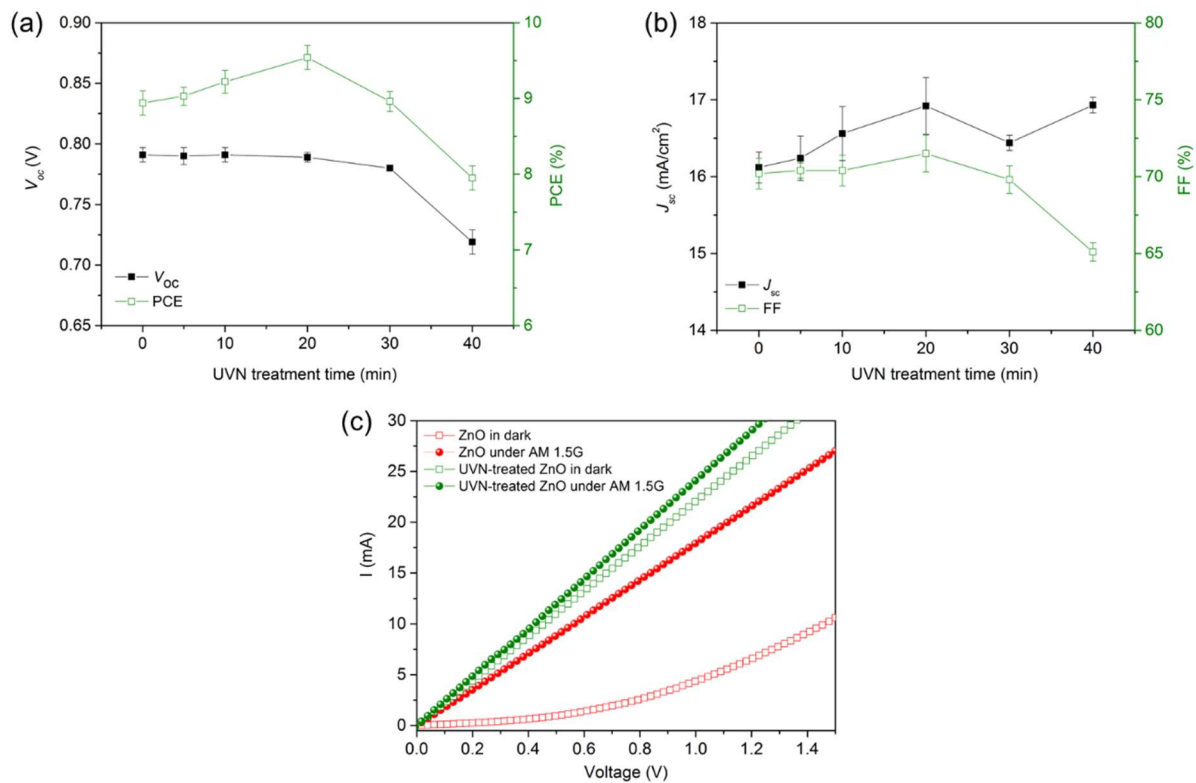 (a)
0.90
0.85
0.80
0.75
0.70
0.65
Voc (V)
10
9
8
7
6
PCE (%)
Voc
PCE
0
10
20
30
40
UVN treatment time (min)
(b)
18
17
16
15
14
Jsc (mA/cm²)
80
75
70
65
60
FF (%)
Jsc
FF
0
10
20
30
40
UVN treatment time (min)
(c)
30
25
20
15
10
5
0
I (mA)
ZnO in dark
ZnO under AM 1.5G
UVN-treated ZnO in dark
UVN-treated ZnO under AM 1.5G
0.0
0.2
0.4
0.6
0.8
1.0
1.2
1.4
Voltage (V)